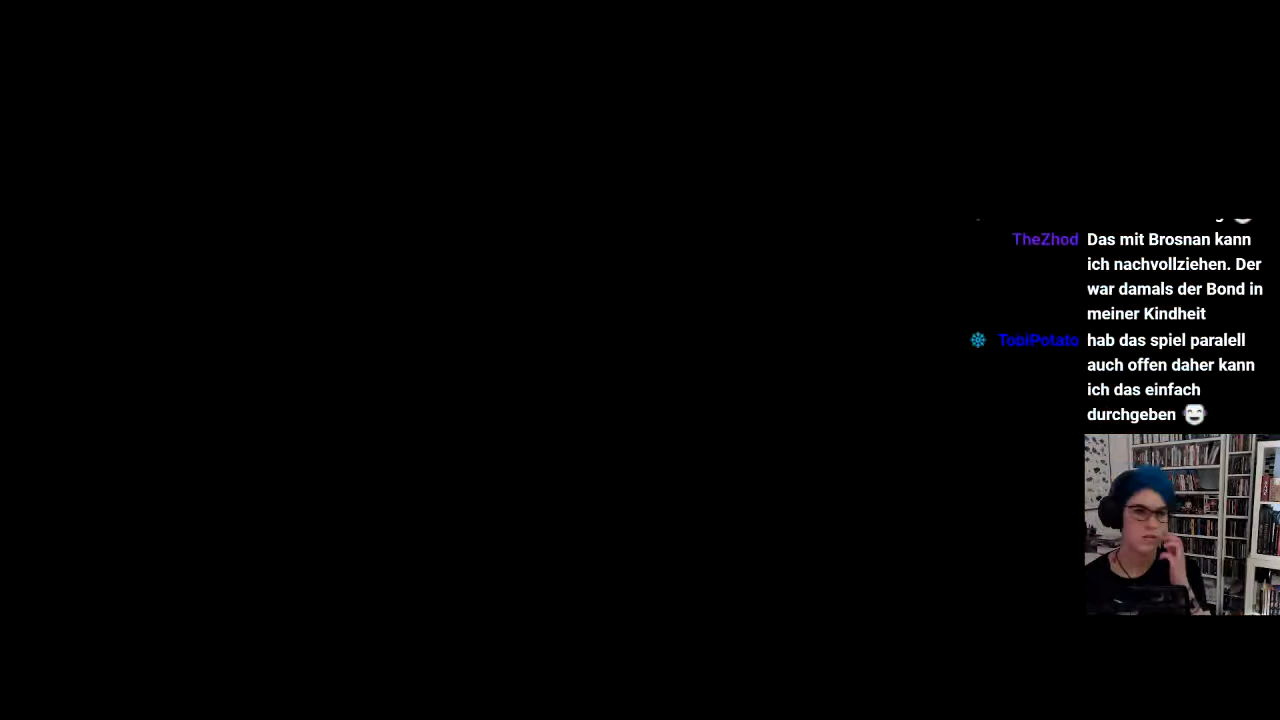 TheZhod Das mit Brosnan kann
ich nachvollziehen. Der
war damals der Bond in
meiner Kindheit
TobiPotato hab das spiel paralell
auch offen daher kann
ich das einfach
durchgeben